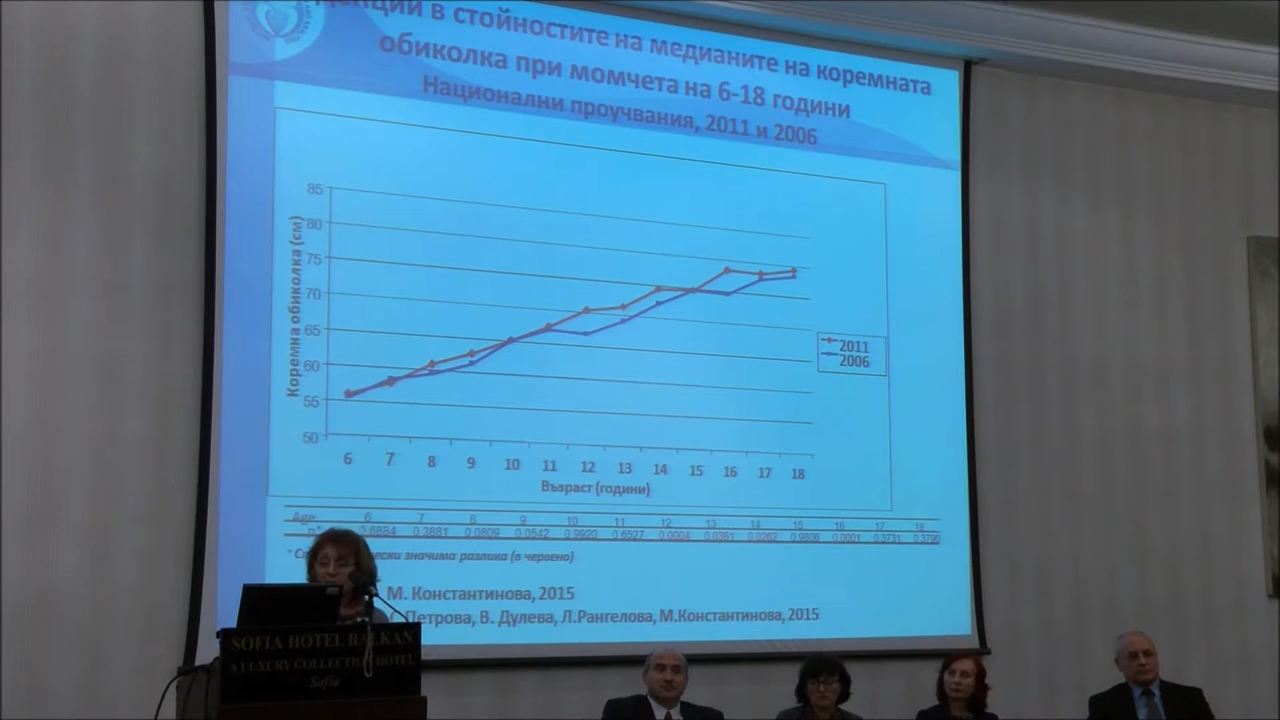 в стойностите на медианите на коремната
обиколка при момчета на 6-18 години
Национални проучвания, 2011 и 2006
85
80
75
70
65
60
55
50
Коремна обиколка (см)
6 7 8 9 10 11 12 13 14 15 16 17 18
Възраст (години)
2011
2006
Age 6 7 8 9 10 11 12 13 14 15 16 17 18
0.6884 0.3881 0.0809 0.0542 0.9920 0.6527 0.0004 0.0381 0.0262 0.9806 0.0001 0.3731 0.3790
значима разлика (в червено)
М. Константинова, 2015
Петрова, В. Дулева, Л.Рангелова, М.Константинова, 2015
SOFIA HOTEL BALKAN
A LUXURY COLLECTION HOTEL
Sofia